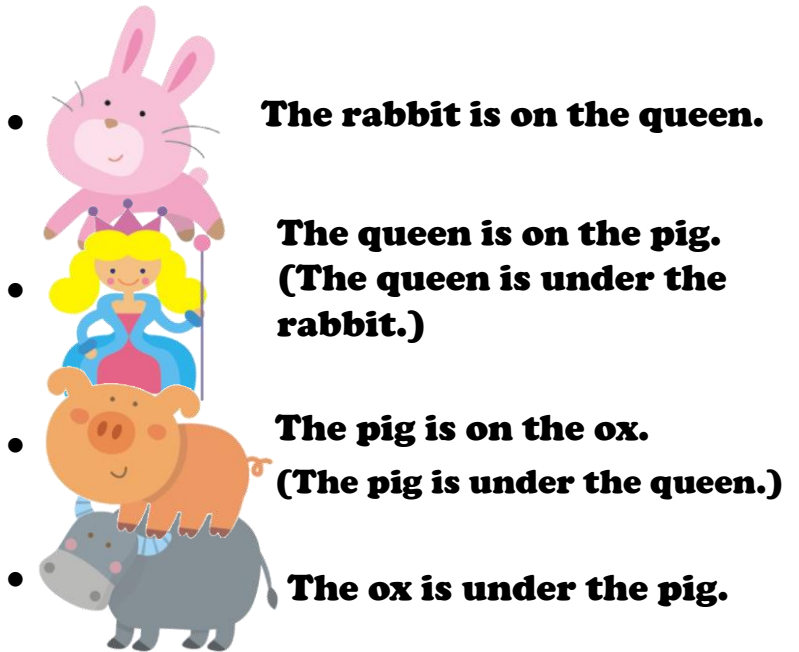 The rabbit is on the queen.
The queen is on the pig.
(The queen is under the
rabbit.)
The pig is on the ox.
(The pig is under the queen.)
The ox is under the pig.